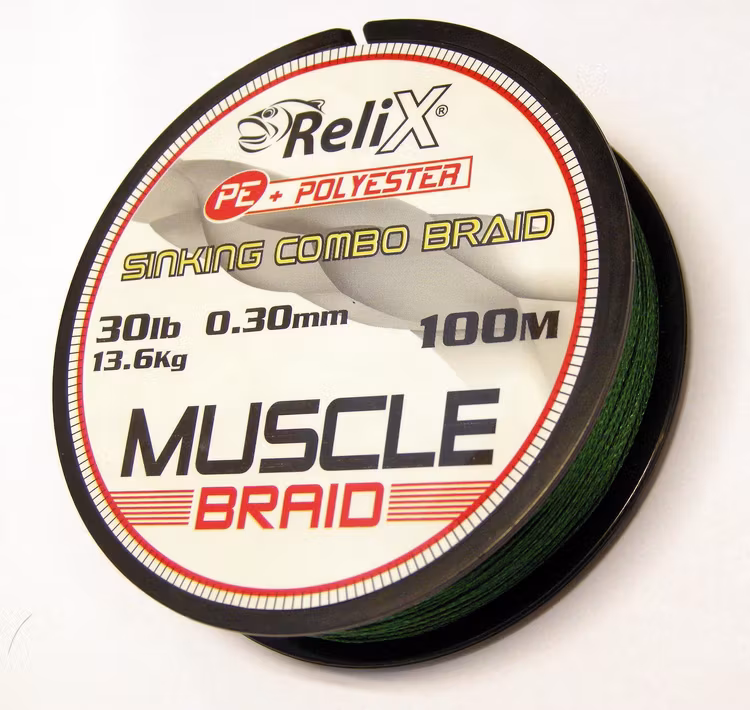 ReliX®
PE + POLYESTER
SINKING COMBO BRAID
30lb 0.30mm 100M
13.6Kg
MUSCLE
BRAID